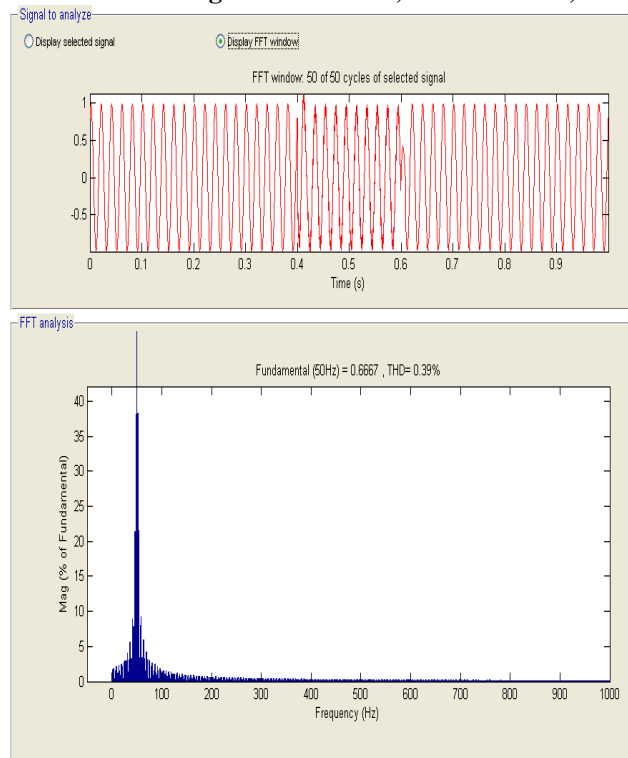 Signal to analyze
Display selected signal
Display FFT window
FFT window: 50 of 50 cycles of selected signal
1
0.5
0
-0.5
0 0.1 0.2 0.3 0.4 0.5 0.6 0.7 0.8 0.9
Time (s)
FFT analysis
Fundamental (50Hz) = 0.6667 , THD= 0.39%
40
35
30
25
20
15
10
5
0
Mag (% of Fundamental)
0 100 200 300 400 500 600 700 800 900 1000
Frequency (Hz)